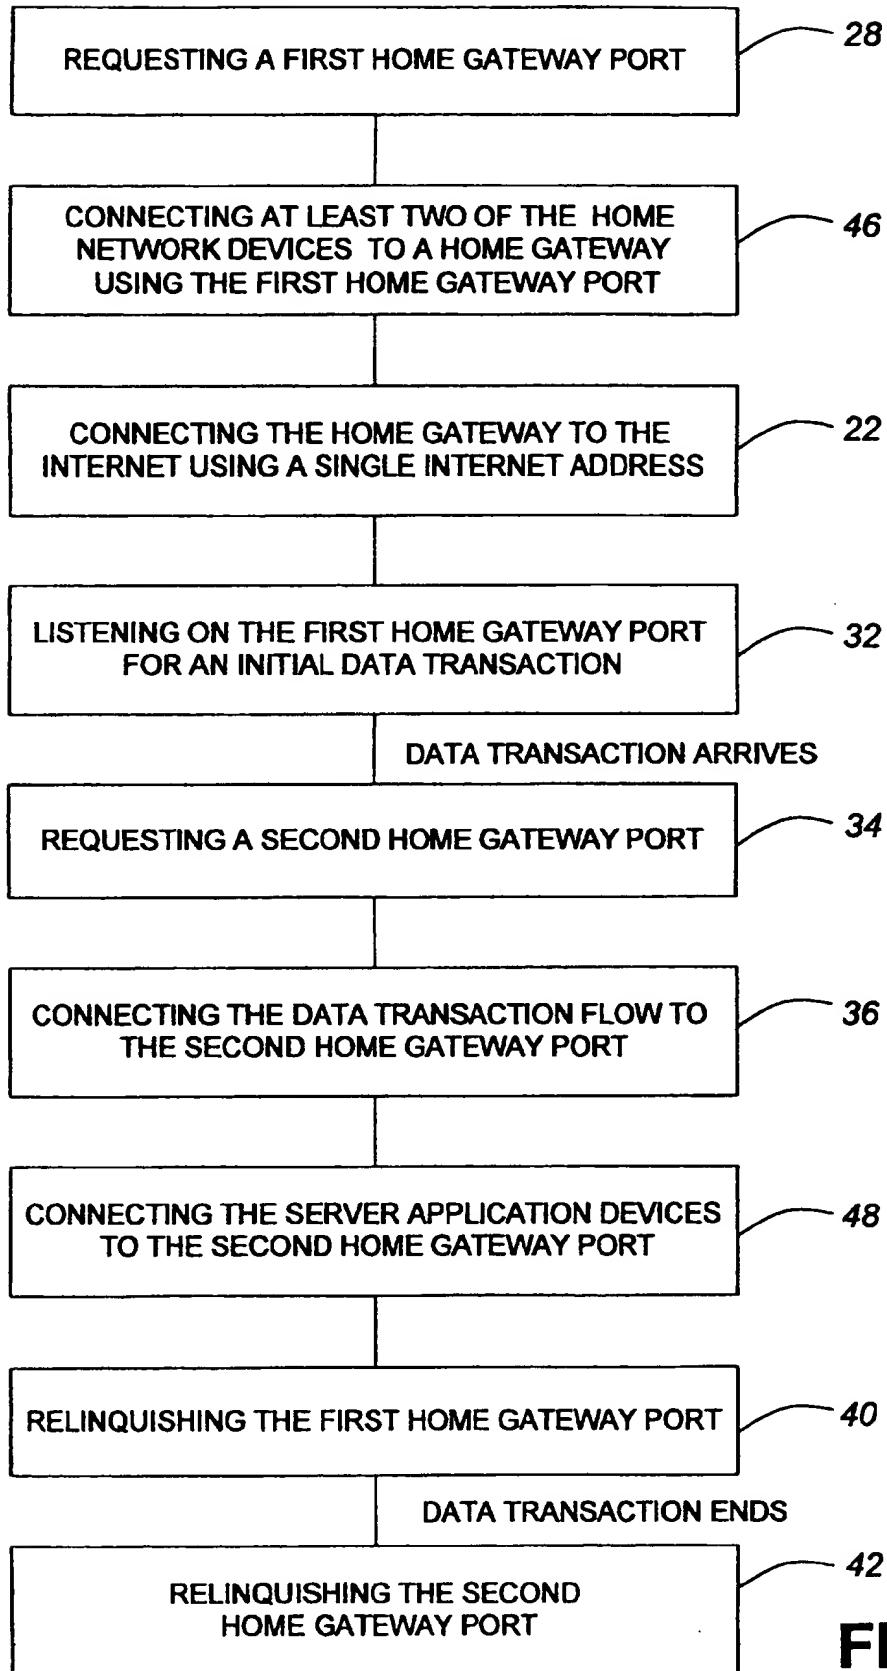 REQUESTING A FIRST HOME GATEWAY PORT
28
CONNECTING AT LEAST TWO OF THE HOME
NETWORK DEVICES TO A HOME GATEWAY
USING THE FIRST HOME GATEWAY PORT
46
CONNECTING THE HOME GATEWAY TO THE
INTERNET USING A SINGLE INTERNET ADDRESS
22
LISTENING ON THE FIRST HOME GATEWAY PORT
FOR AN INITIAL DATA TRANSACTION
32
DATA TRANSACTION ARRIVES
REQUESTING A SECOND HOME GATEWAY PORT
34
CONNECTING THE DATA TRANSACTION FLOW TO
THE SECOND HOME GATEWAY PORT
36
CONNECTING THE SERVER APPLICATION DEVICES
TO THE SECOND HOME GATEWAY PORT
48
RELINQUISHING THE FIRST HOME GATEWAY PORT
40
DATA TRANSACTION ENDS
RELINQUISHING THE SECOND
HOME GATEWAY PORT
42